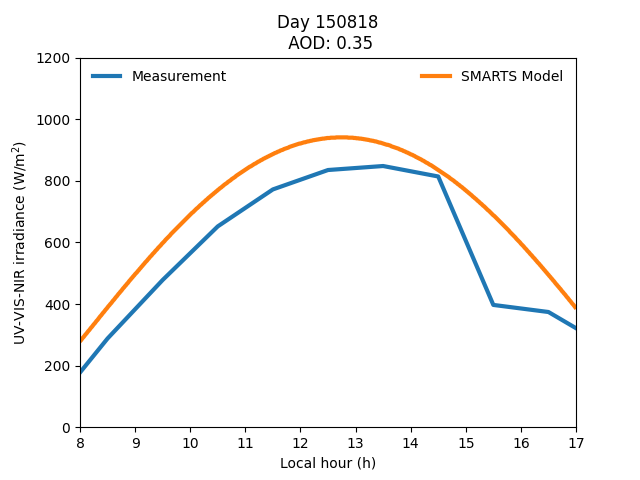 Day 150818
AOD: 0.35
Measurement
SMARTS Model
UV-VIS-NIR irradiance (W/m²)
1200
1000
800
600
400
200
0
8 9 10 11 12 13 14 15 16 17
Local hour (h)